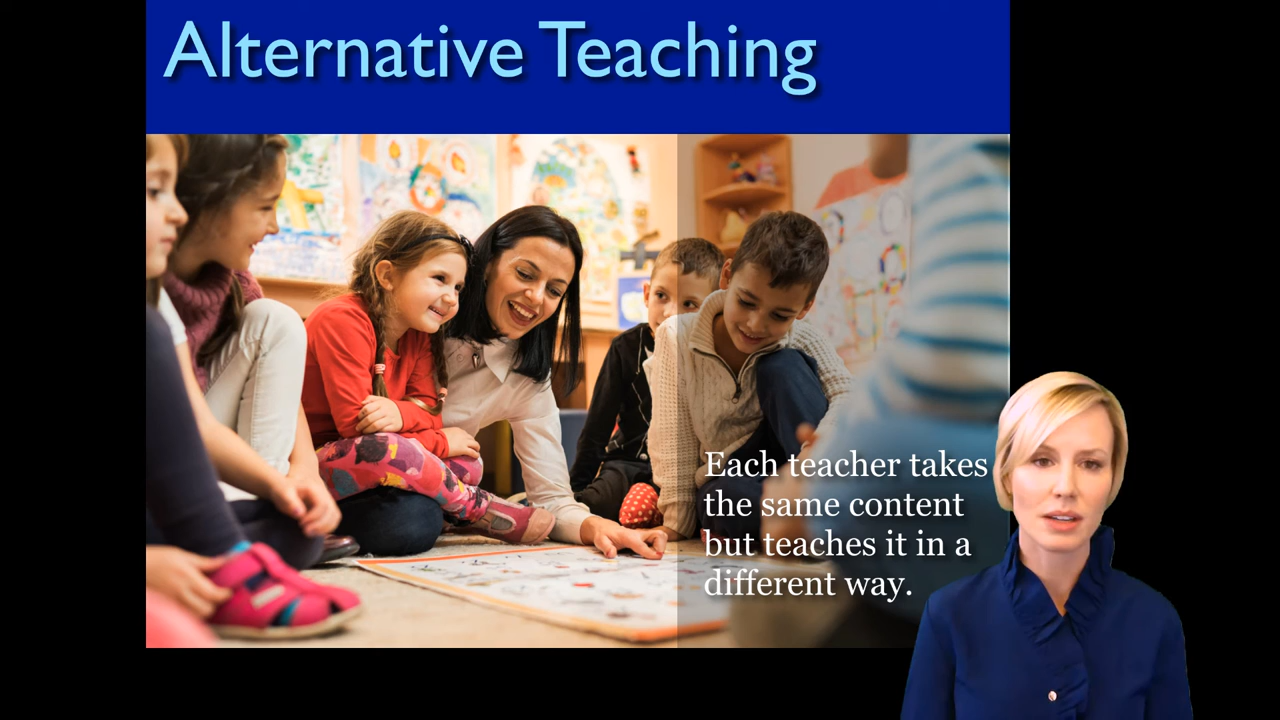 Alternative Teaching
Each teacher takes
the same content
but teaches it in a
different way.